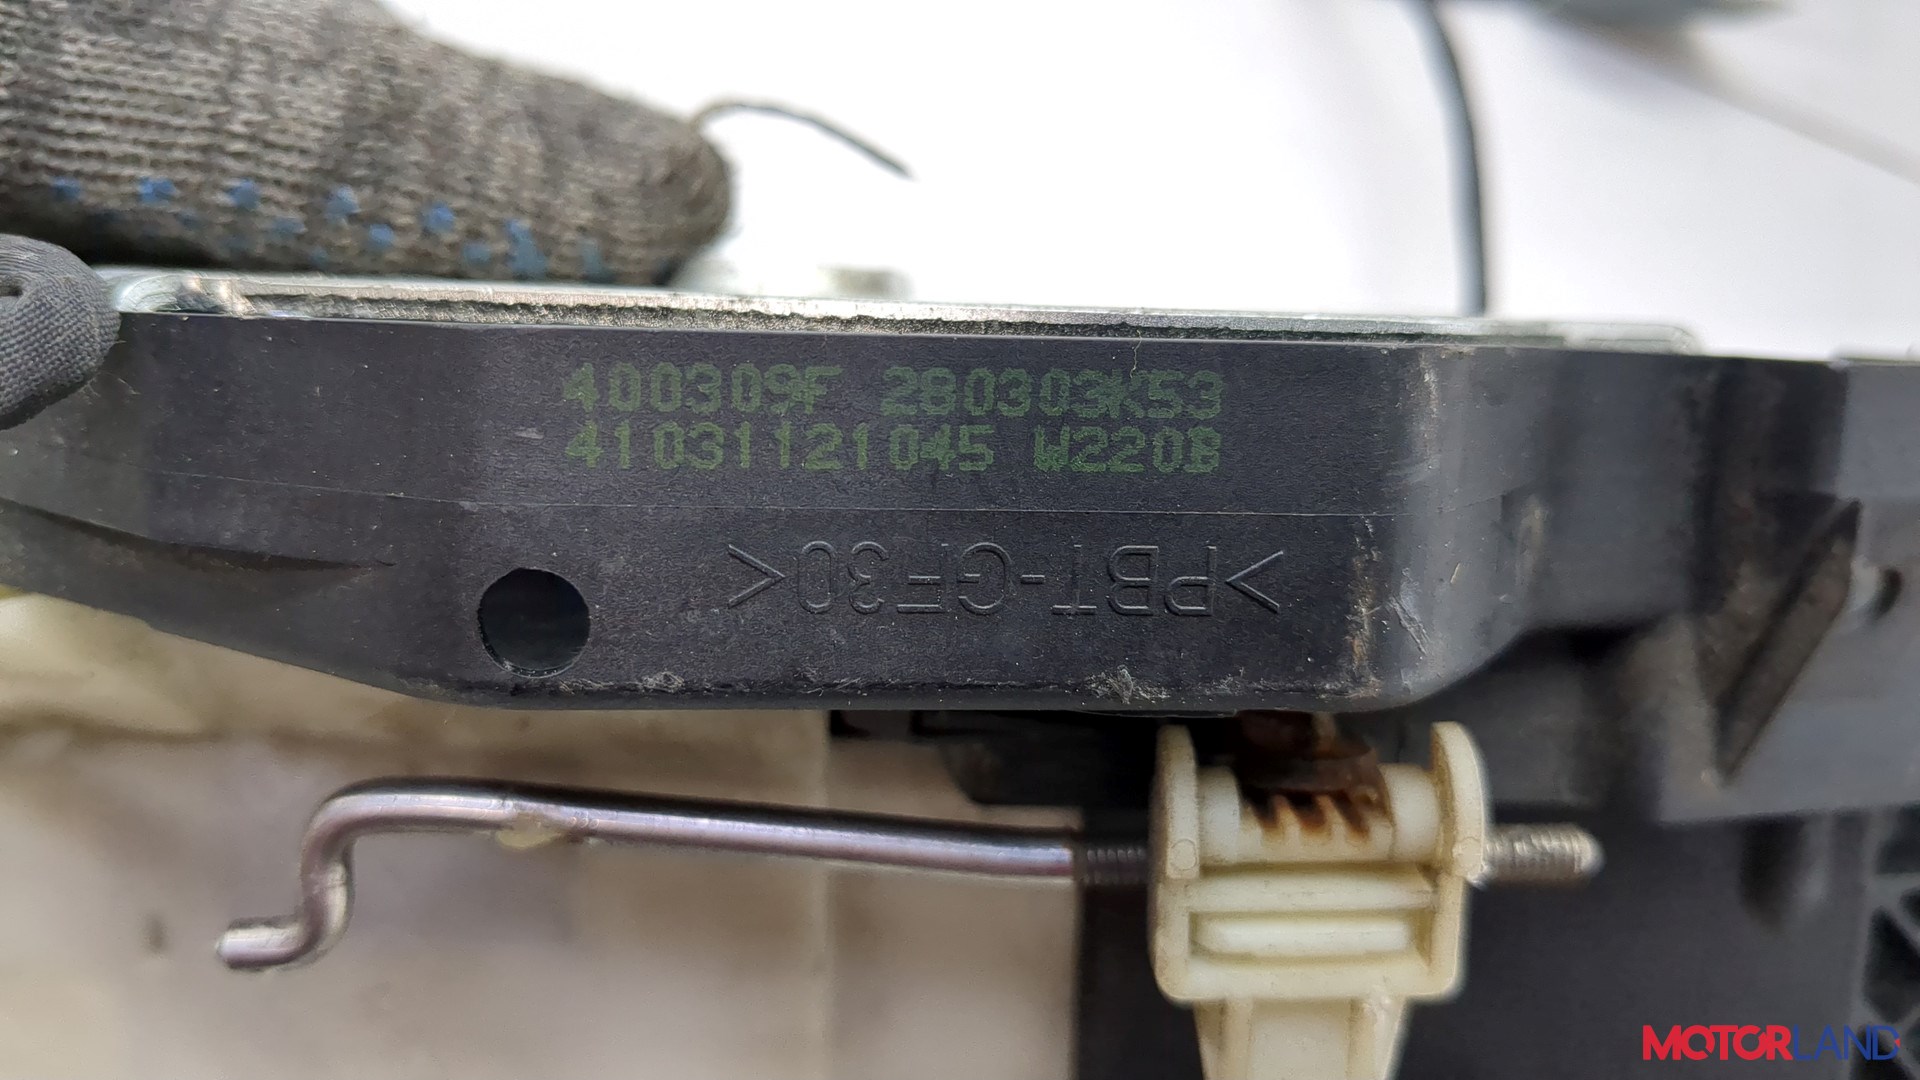 400309F 280303K53
41031121045 W220B
>PBT-GF30<
MOTORLAND